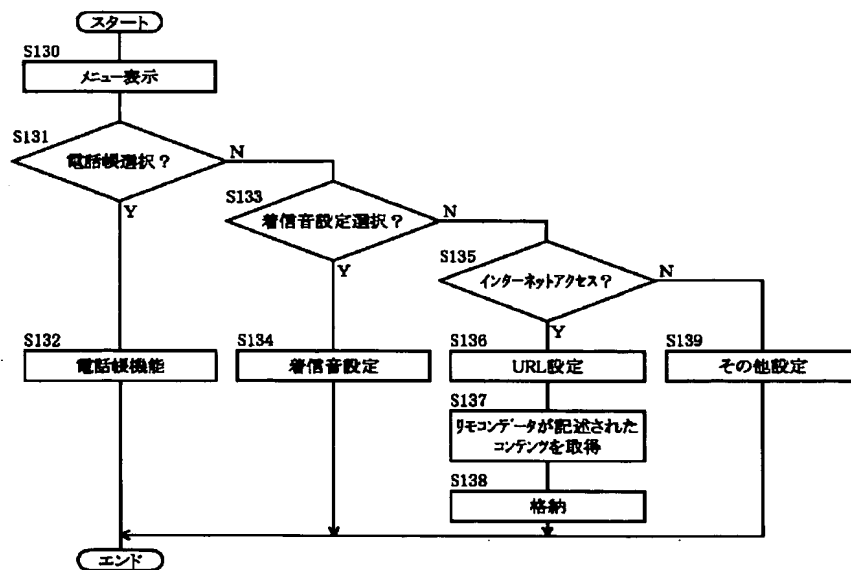 スタート
S130
メニュー表示
S131
電話帳選択？
N
Y
S133
着信音設定選択？
N
Y
S135
インターネットアクセス？
N
Y
S132
電話帳機能
S134
着信音設定
S136
URL設定
S139
その他設定
S137
リモコンデータが記述された
コンテンツを取得
S138
格納
エンド